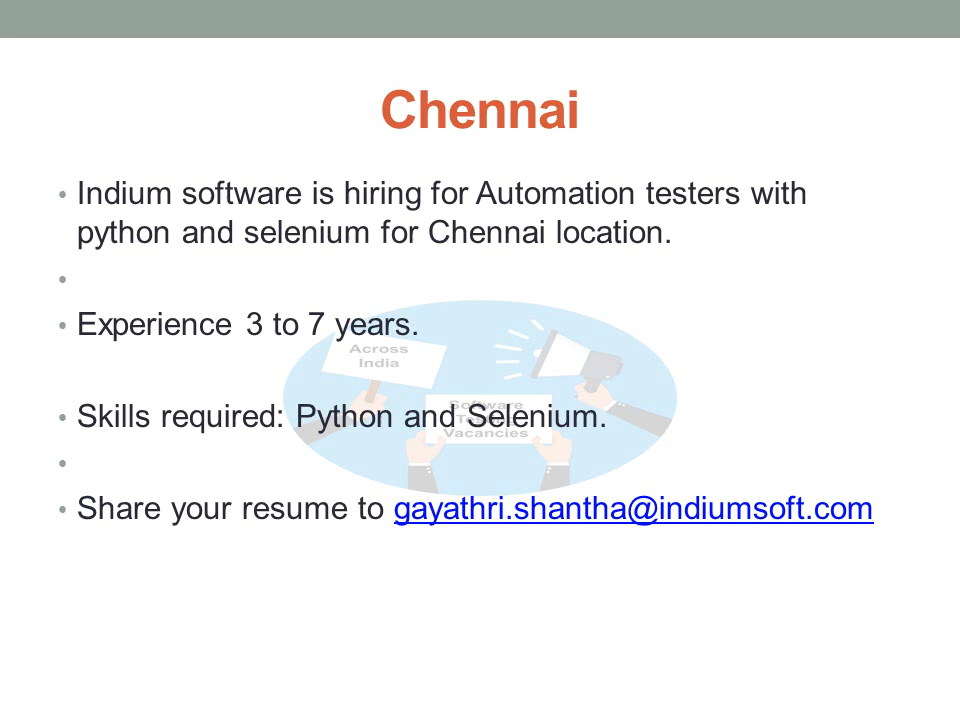 Chennai
• Indium software is hiring for Automation testers with
python and selenium for Chennai location.
•
• Experience 3 to 7 years.
Across
India
• Skills required: Python and Selenium.
Software
Vacancies
•
• Share your resume to gayathri.shantha@indiumsoft.com